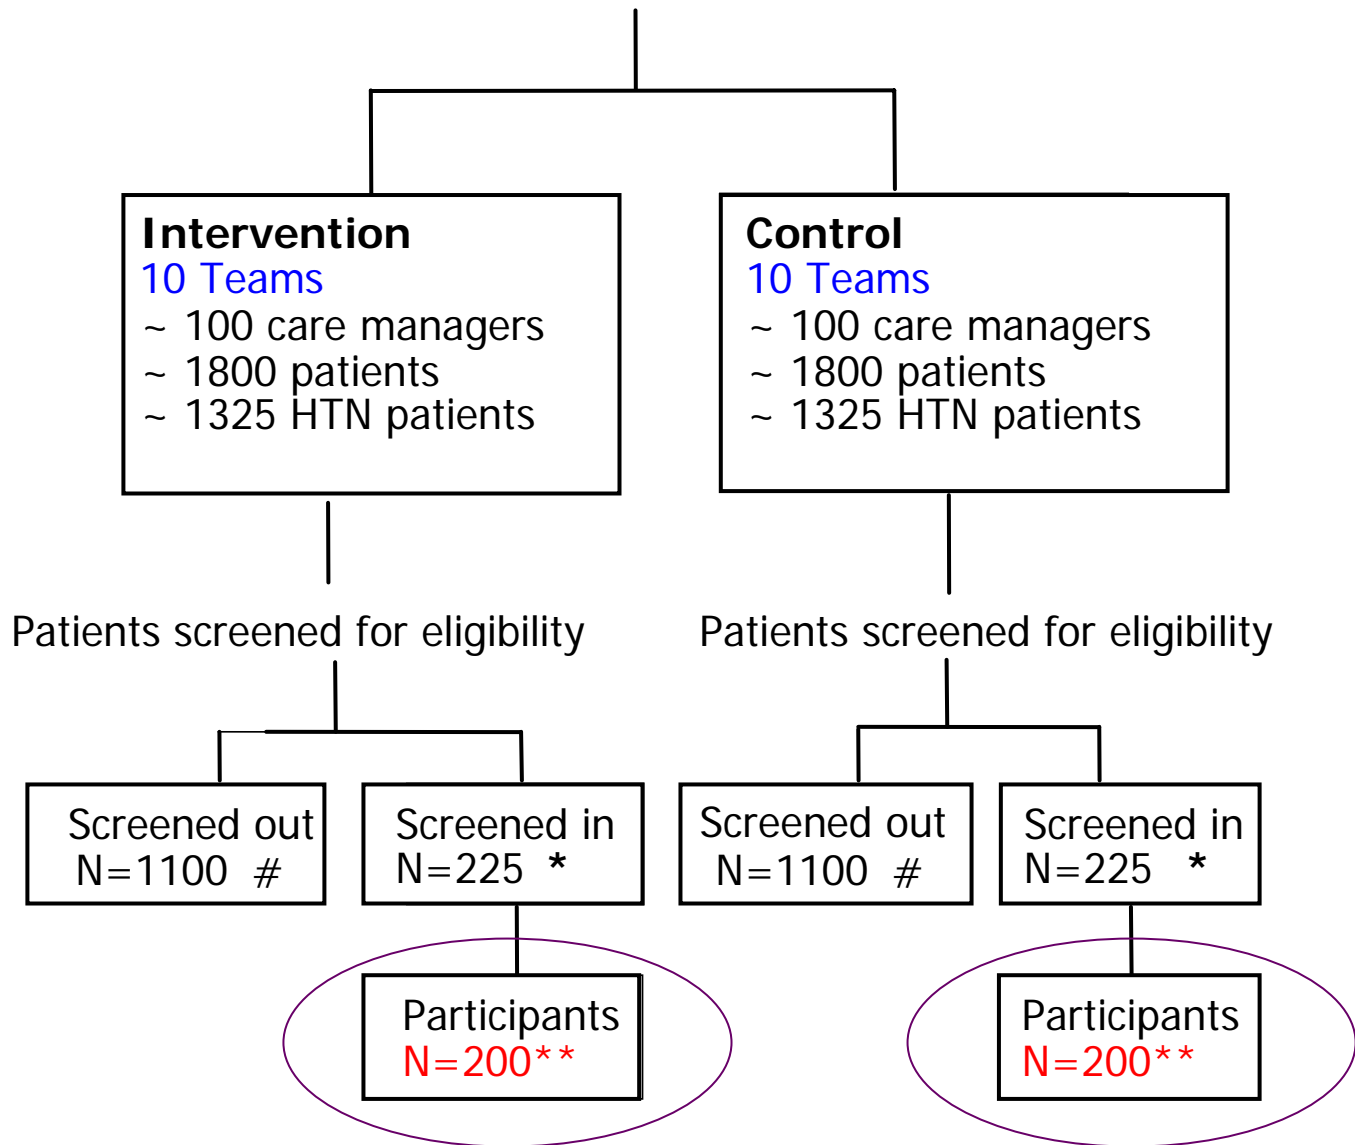 Intervention
10 Teams
~ 100 care managers
~ 1800 patients
~ 1325 HTN patients
Control
10 Teams
~ 100 care managers
~ 1800 patients
~ 1325 HTN patients
Patients screened for eligibility
Patients screened for eligibility
Screened out
N=1100 #
Screened in
N=225 *
Screened out
N=1100 #
Screened in
N=225 *
Participants
N=200**
Participants
N=200**